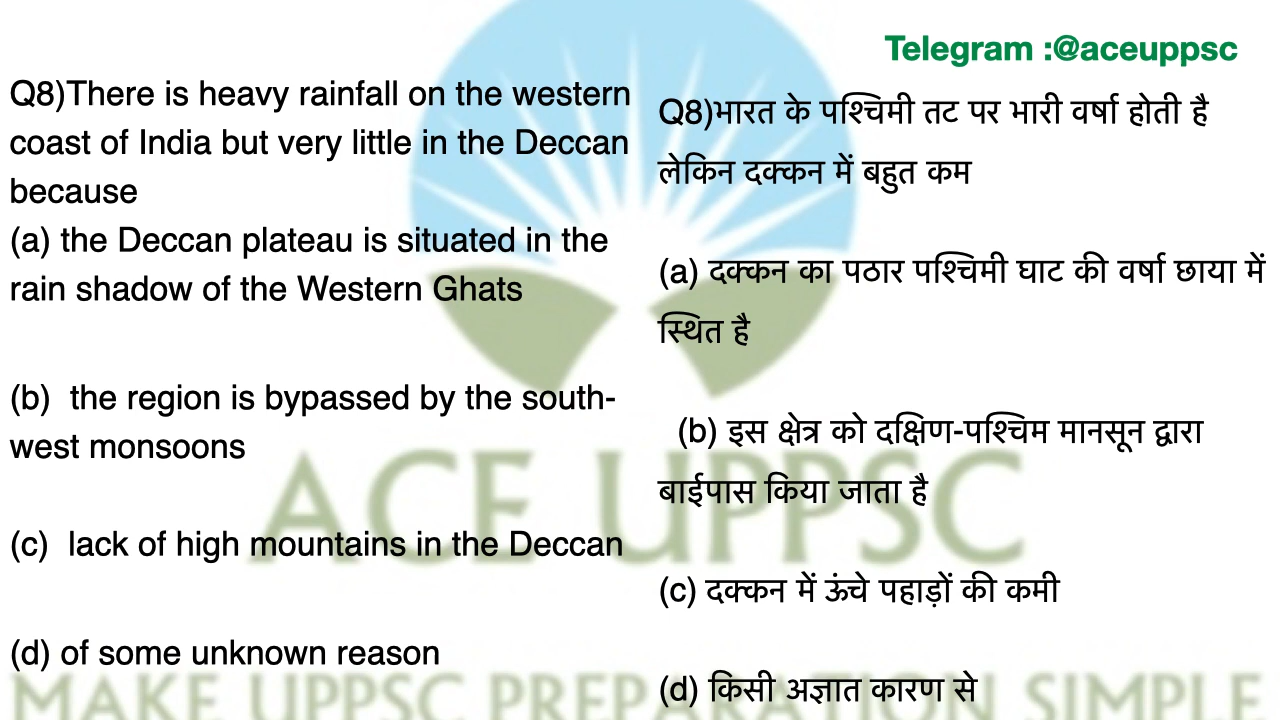 Telegram :@aceuppsc
Q8)There is heavy rainfall on the western
coast of India but very little in the Deccan
because
(a) the Deccan plateau is situated in the
rain shadow of the Western Ghats
(b)  the region is bypassed by the south-
west monsoons
(c)  lack of high mountains in the Deccan
(d) of some unknown reason
Q8)भारत के पश्चिमी तट पर भारी वर्षा होती है
लेकिन दक्कन में बहुत कम
(a) दक्कन का पठार पश्चिमी घाट की वर्षा छाया में
स्थित है
(b) इस क्षेत्र को दक्षिण-पश्चिम मानसून द्वारा
बाईपास किया जाता है
(c) दक्कन में ऊंचे पहाड़ों की कमी
(d) किसी अज्ञात कारण से
ACE UPPSC
MAKE UPPSC PREPARATION SIMPLE